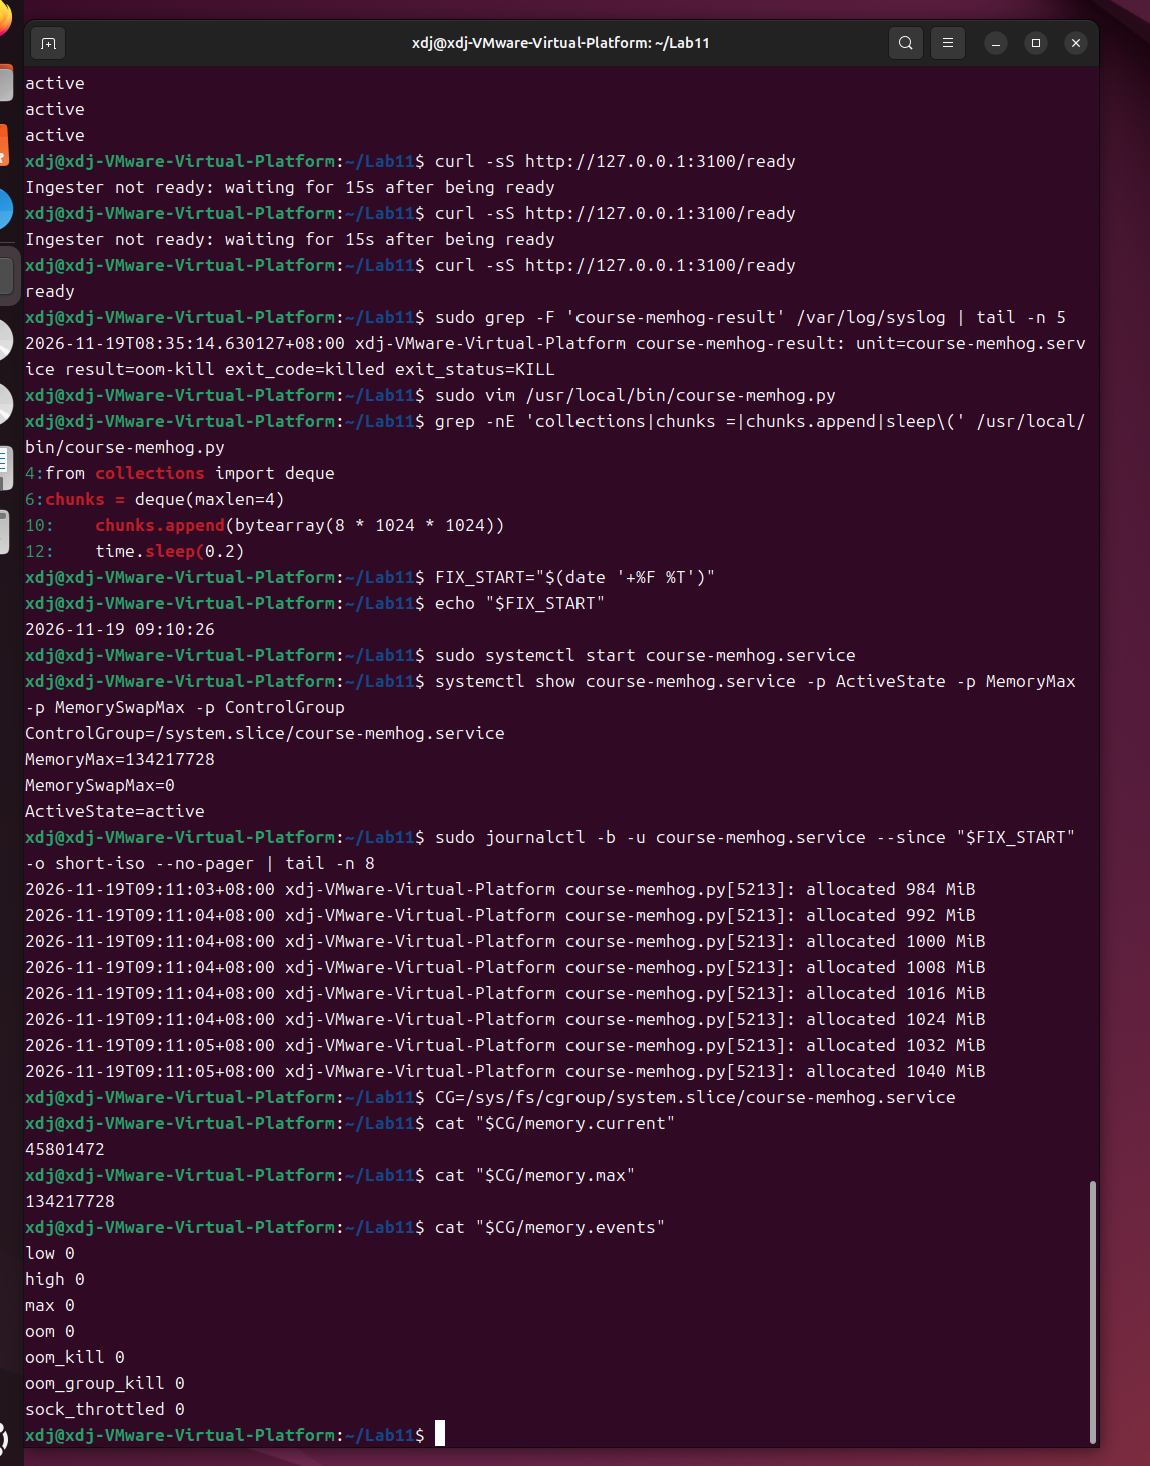 xdj@xdj-VMware-Virtual-Platform: ~/Lab11
active
active
active
xdj@xdj-VMware-Virtual-Platform:~/Lab11$ curl -sS http://127.0.0.1:3100/ready
Ingester not ready: waiting for 15s after being ready
xdj@xdj-VMware-Virtual-Platform:~/Lab11$ curl -sS http://127.0.0.1:3100/ready
Ingester not ready: waiting for 15s after being ready
xdj@xdj-VMware-Virtual-Platform:~/Lab11$ curl -sS http://127.0.0.1:3100/ready
ready
xdj@xdj-VMware-Virtual-Platform:~/Lab11$ sudo grep -F 'course-memhog-result' /var/log/syslog | tail -n 5
2026-11-19T08:35:14.630127+08:00 xdj-VMware-Virtual-Platform course-memhog-result: unit=course-memhog.serv
ice result=oom-kill exit_code=killed exit_status=KILL
xdj@xdj-VMware-Virtual-Platform:~/Lab11$ sudo vim /usr/local/bin/course-memhog.py
xdj@xdj-VMware-Virtual-Platform:~/Lab11$ grep -nE 'collections|chunks =|chunks.append|sleep\(' /usr/local/
bin/course-memhog.py
4:from collections import deque
6:chunks = deque(maxlen=4)
10:    chunks.append(bytearray(8 * 1024 * 1024))
12:    time.sleep(0.2)
xdj@xdj-VMware-Virtual-Platform:~/Lab11$ FIX_START="$(date '+%F %T')"
xdj@xdj-VMware-Virtual-Platform:~/Lab11$ echo "$FIX_START"
2026-11-19 09:10:26
xdj@xdj-VMware-Virtual-Platform:~/Lab11$ sudo systemctl start course-memhog.service
xdj@xdj-VMware-Virtual-Platform:~/Lab11$ systemctl show course-memhog.service -p ActiveState -p MemoryMax
-p MemorySwapMax -p ControlGroup
ControlGroup=/system.slice/course-memhog.service
MemoryMax=134217728
MemorySwapMax=0
ActiveState=active
xdj@xdj-VMware-Virtual-Platform:~/Lab11$ sudo journalctl -b -u course-memhog.service --since "$FIX_START"
-o short-iso --no-pager | tail -n 8
2026-11-19T09:11:03+08:00 xdj-VMware-Virtual-Platform course-memhog.py[5213]: allocated 984 MiB
2026-11-19T09:11:04+08:00 xdj-VMware-Virtual-Platform course-memhog.py[5213]: allocated 992 MiB
2026-11-19T09:11:04+08:00 xdj-VMware-Virtual-Platform course-memhog.py[5213]: allocated 1000 MiB
2026-11-19T09:11:04+08:00 xdj-VMware-Virtual-Platform course-memhog.py[5213]: allocated 1008 MiB
2026-11-19T09:11:04+08:00 xdj-VMware-Virtual-Platform course-memhog.py[5213]: allocated 1016 MiB
2026-11-19T09:11:04+08:00 xdj-VMware-Virtual-Platform course-memhog.py[5213]: allocated 1024 MiB
2026-11-19T09:11:05+08:00 xdj-VMware-Virtual-Platform course-memhog.py[5213]: allocated 1032 MiB
2026-11-19T09:11:05+08:00 xdj-VMware-Virtual-Platform course-memhog.py[5213]: allocated 1040 MiB
xdj@xdj-VMware-Virtual-Platform:~/Lab11$ CG=/sys/fs/cgroup/system.slice/course-memhog.service
xdj@xdj-VMware-Virtual-Platform:~/Lab11$ cat "$CG/memory.current"
45801472
xdj@xdj-VMware-Virtual-Platform:~/Lab11$ cat "$CG/memory.max"
134217728
xdj@xdj-VMware-Virtual-Platform:~/Lab11$ cat "$CG/memory.events"
low 0
high 0
max 0
oom 0
oom_kill 0
oom_group_kill 0
sock_throttled 0
xdj@xdj-VMware-Virtual-Platform:~/Lab11$